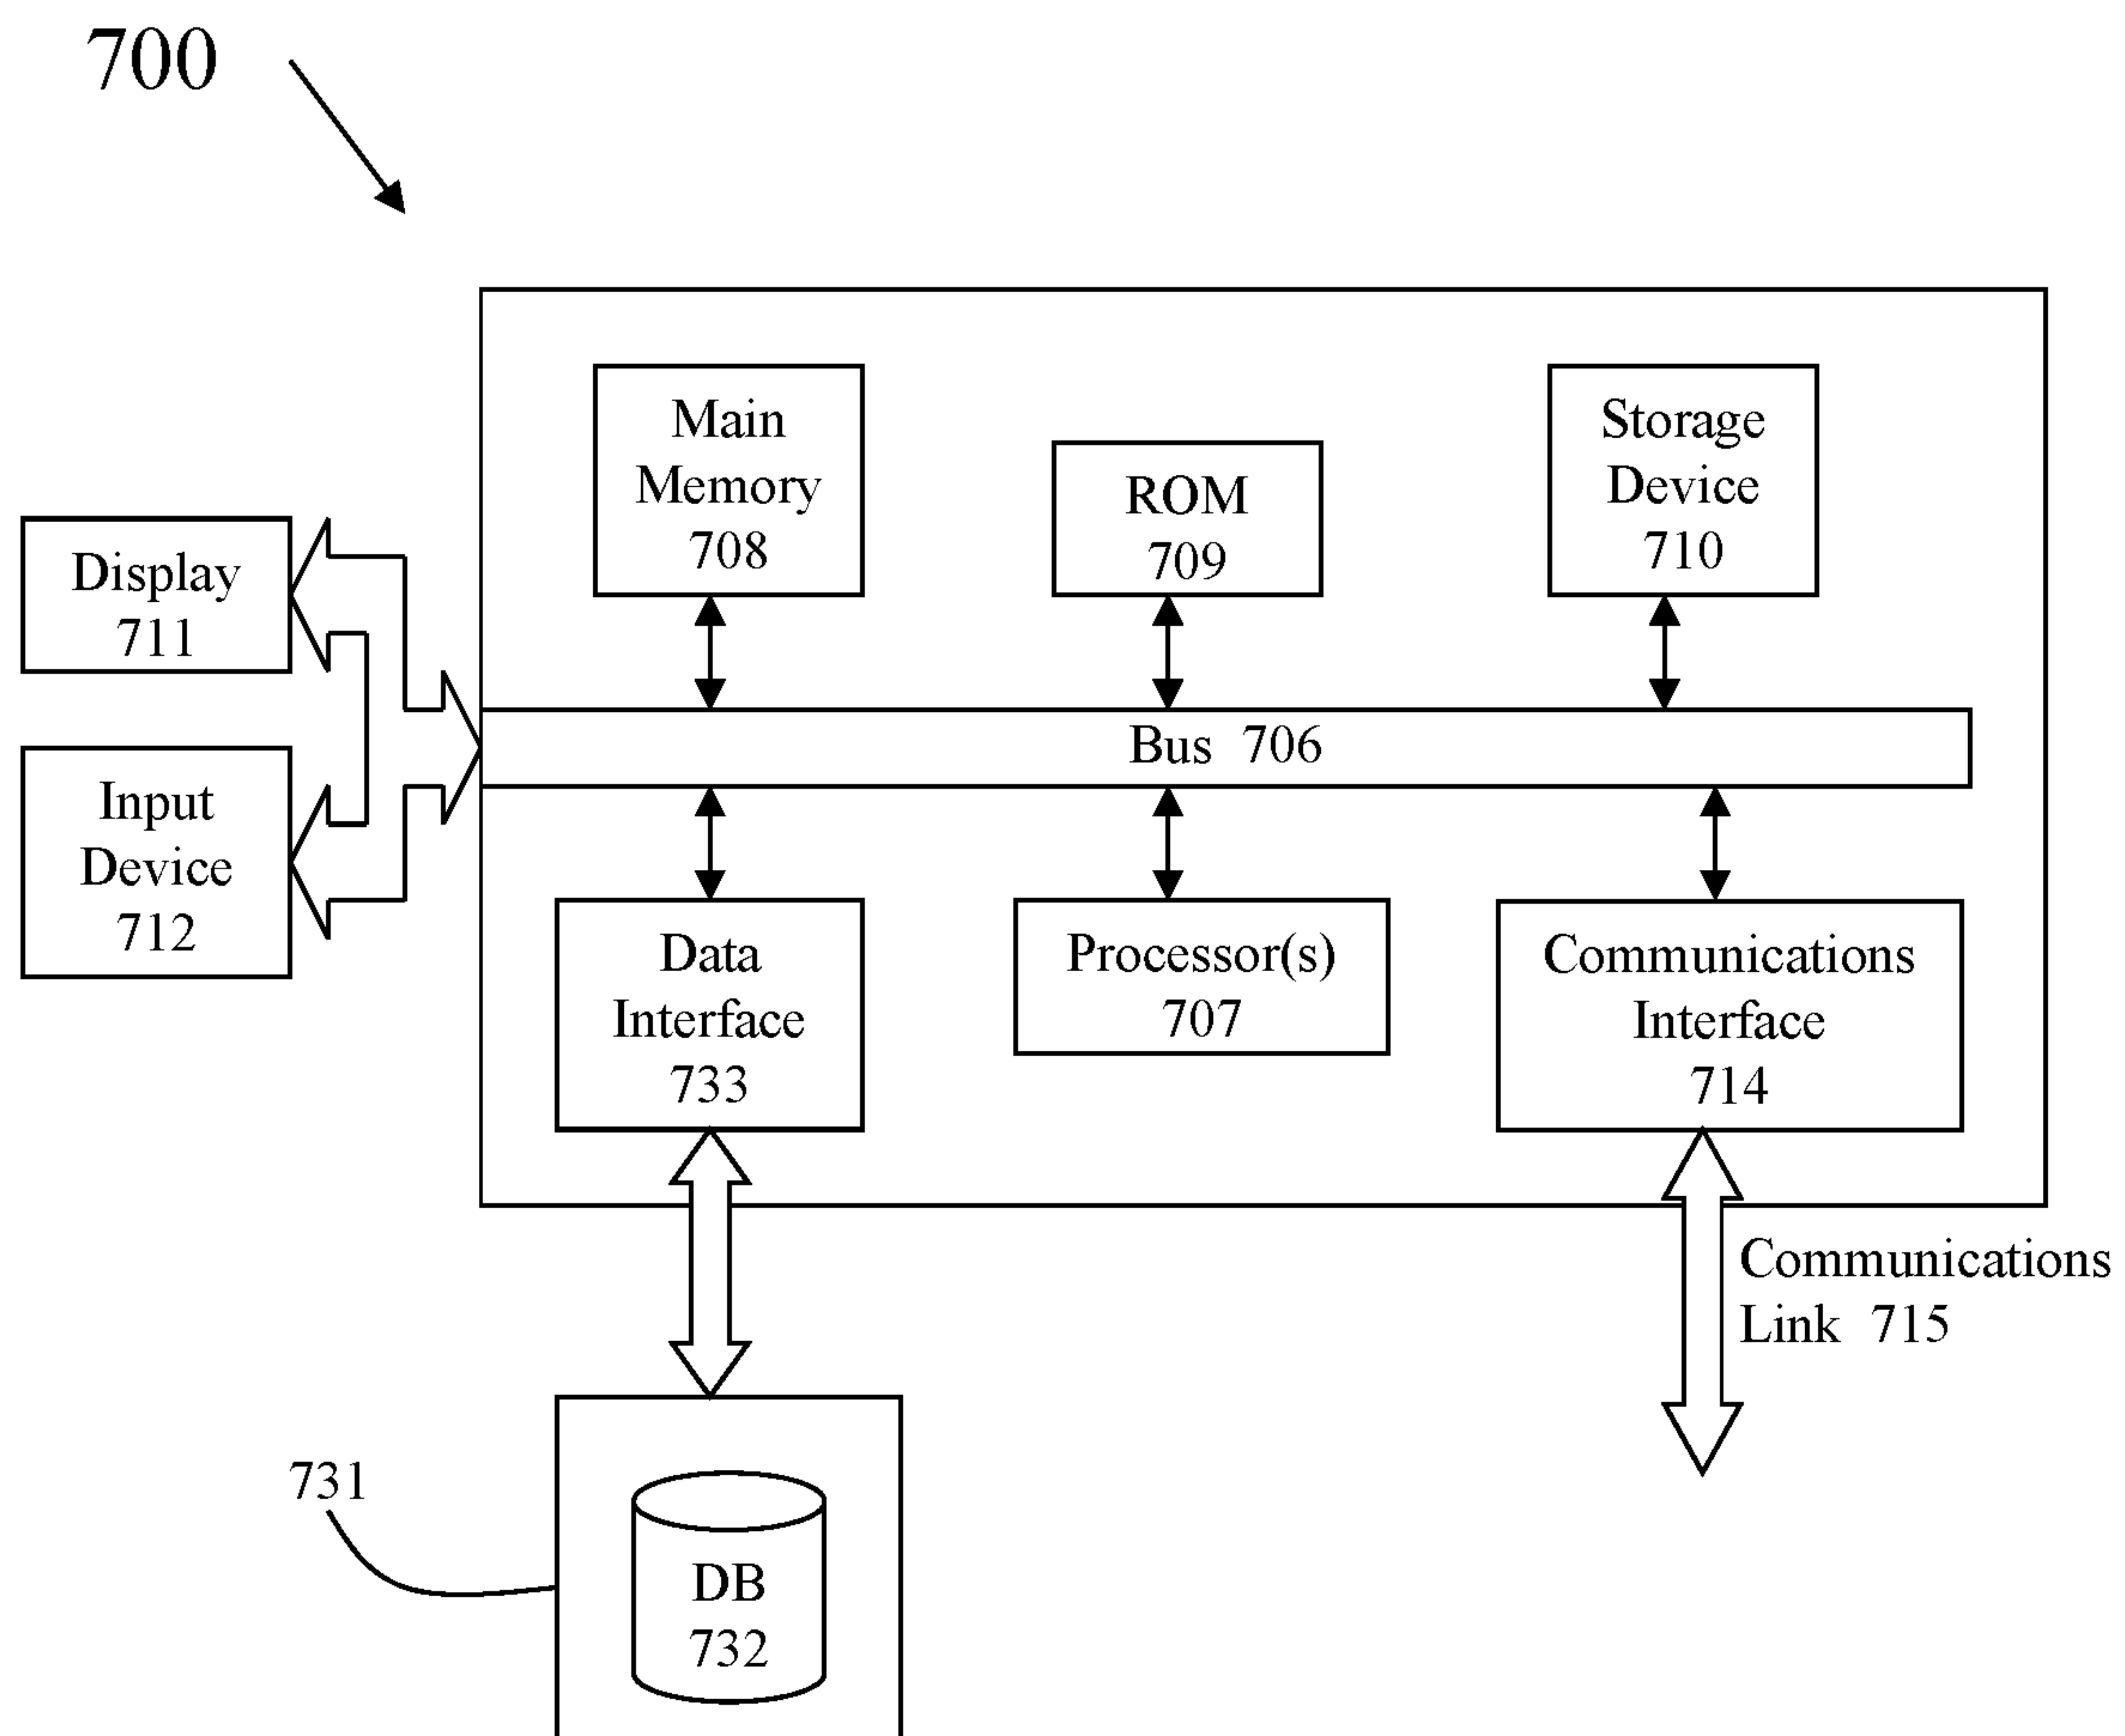 700
Main
Memory
708
ROM
709
Storage
Device
710
Display
711
Bus 706
Input
Device
712
Data
Interface
733
Processor(s)
707
Communications
Interface
714
Communications
Link 715
731
DB
732